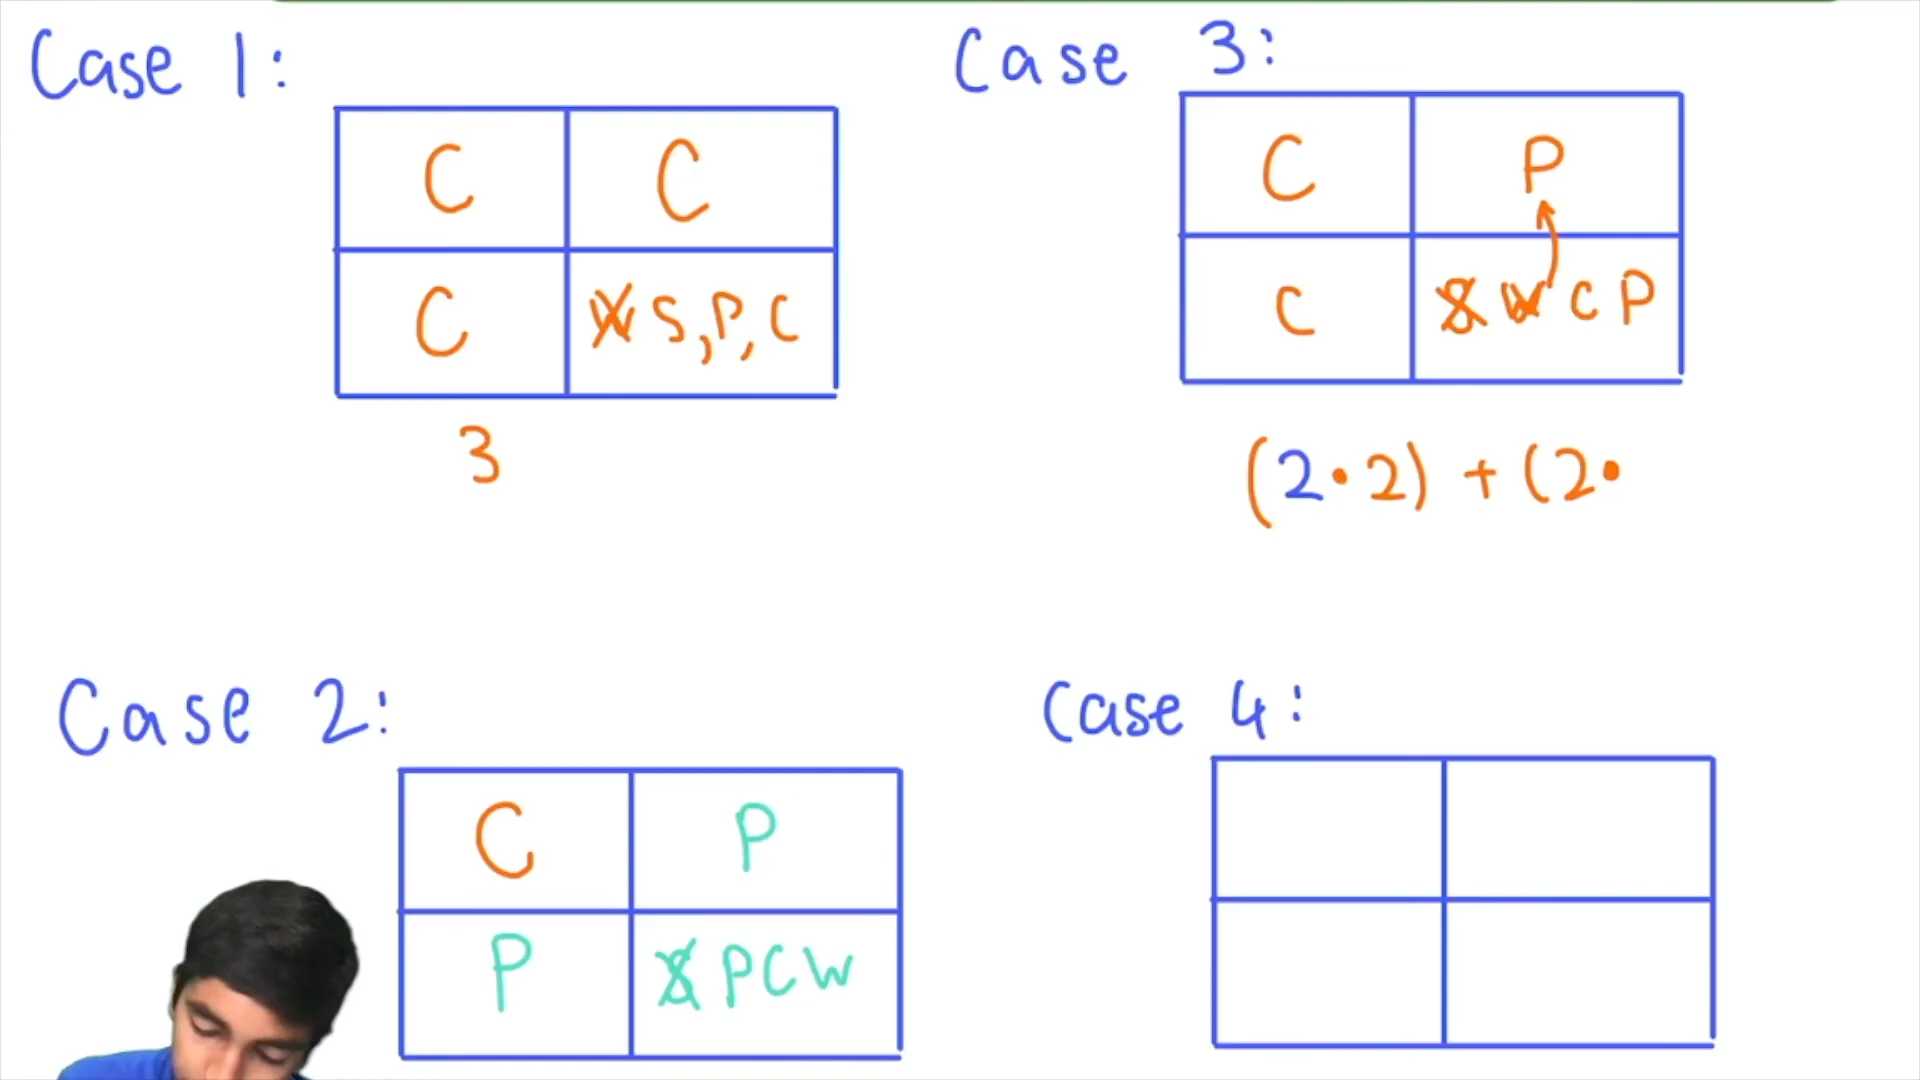 Case 1:
C C
C W S, P, C
3
Case 3:
C P
C S W C P
(2•2) + (2•
Case 2:
C P
P S P C W
Case 4: